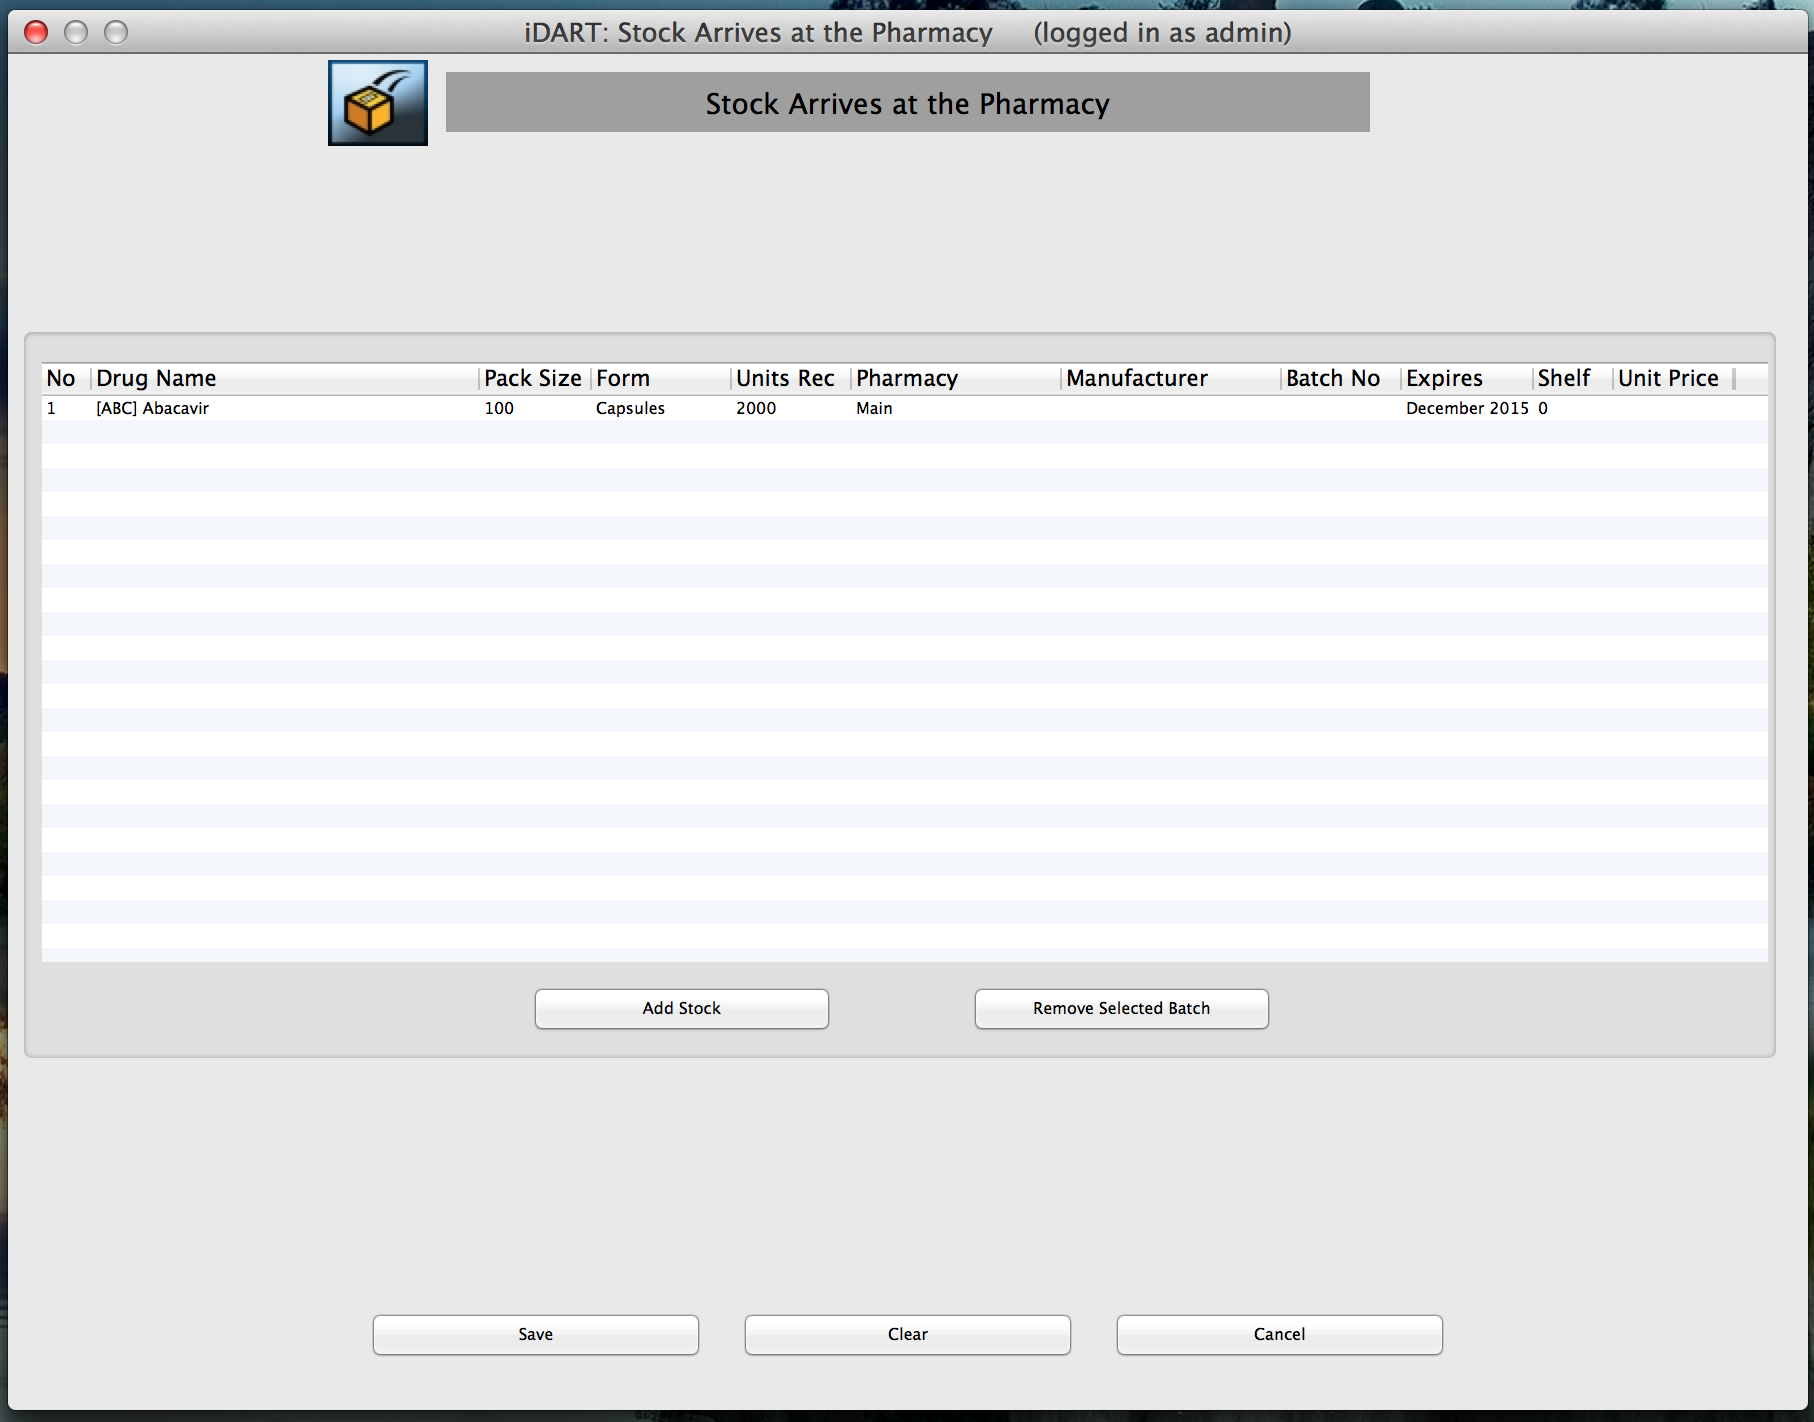 iDART: Stock Arrives at the Pharmacy (logged in as admin)
Stock Arrives at the Pharmacy
No Drug Name Pack Size Form Units Rec Pharmacy Manufacturer Batch No Expires Shelf Unit Price
1 [ABC] Abacavir 100 Capsules 2000 Main December 2015 0
Add Stock Remove Selected Batch
Save Clear Cancel